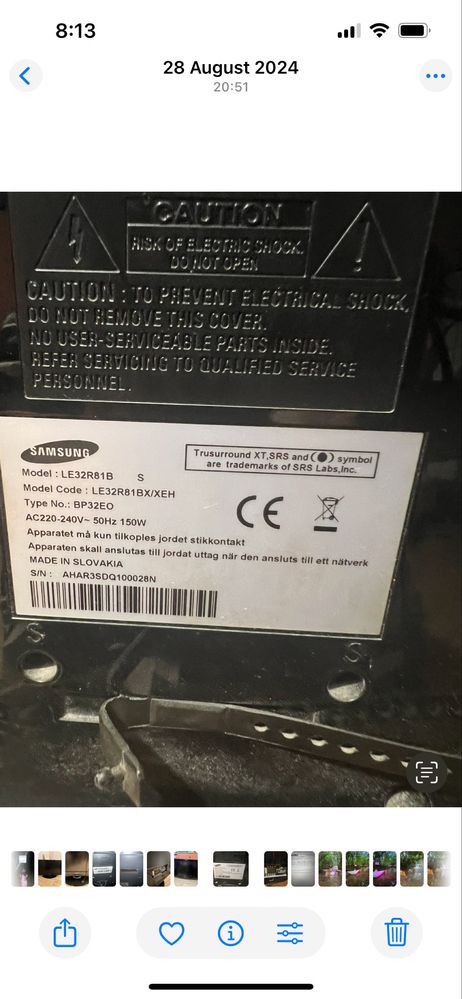 8:13
28 August 2024
20:51
CAUTION
RISK OF ELECTRIC SHOCK.
DO NOT OPEN
CAUTION : TO PREVENT ELECTRICAL SHOCK,
DO NOT REMOVE THIS COVER.
NO USER-SERVICEABLE PARTS INSIDE.
REFER SERVICING TO QUALIFIED SERVICE
PERSONNEL.
SAMSUNG
Trusurround XT,SRS and (●) symbol
are trademarks of SRS Labs,Inc.
Model : LE32R81B S
Model Code : LE32R81BX/XEH
Type No.: BP32EO
AC220-240V~ 50Hz 150W
CE
Apparatet må kun tilkoples jordet stikkontakt
Apparaten skall anslutas till jordat uttag när den ansluts till ett nätverk
MADE IN SLOVAKIA
S/N : AHAR3SDQ100028N
S
S